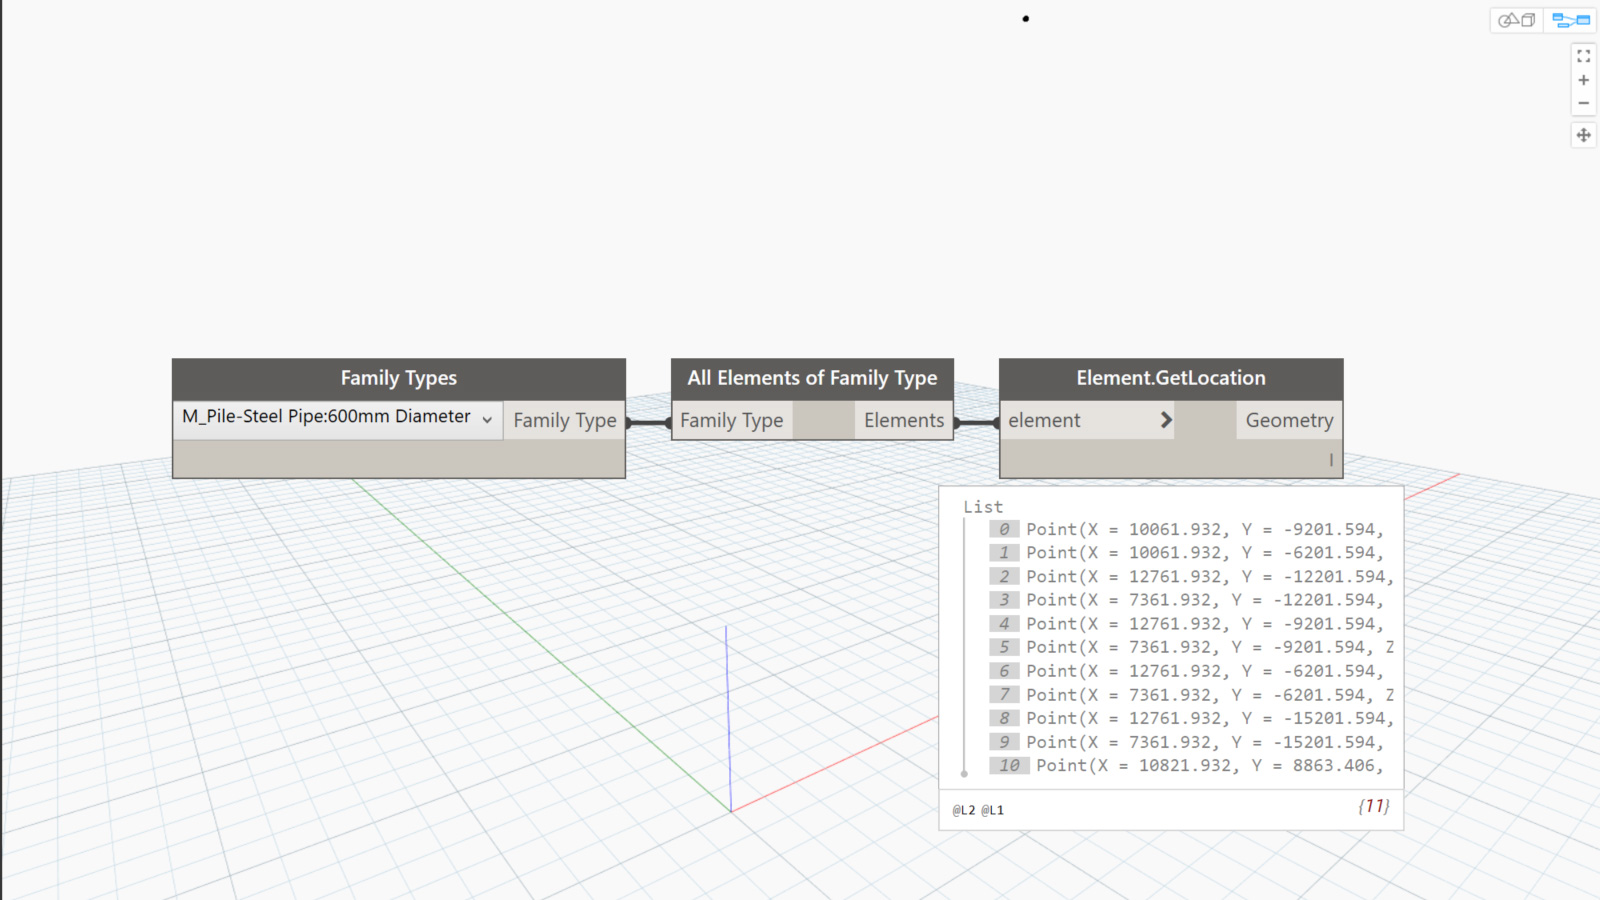 Family Types
M_Pile-Steel Pipe:600mm Diameter
Family Type
All Elements of Family Type
Family Type
Elements
Element.GetLocation
element
Geometry
l
List
0 Point(X = 10061.932, Y = -9201.594,
1 Point(X = 10061.932, Y = -6201.594,
2 Point(X = 12761.932, Y = -12201.594,
3 Point(X = 7361.932, Y = -12201.594,
4 Point(X = 12761.932, Y = -9201.594,
5 Point(X = 7361.932, Y = -9201.594, Z
6 Point(X = 12761.932, Y = -6201.594,
7 Point(X = 7361.932, Y = -6201.594, Z
8 Point(X = 12761.932, Y = -15201.594,
9 Point(X = 7361.932, Y = -15201.594,
10 Point(X = 10821.932, Y = 8863.406,
@L2 @L1
{11}